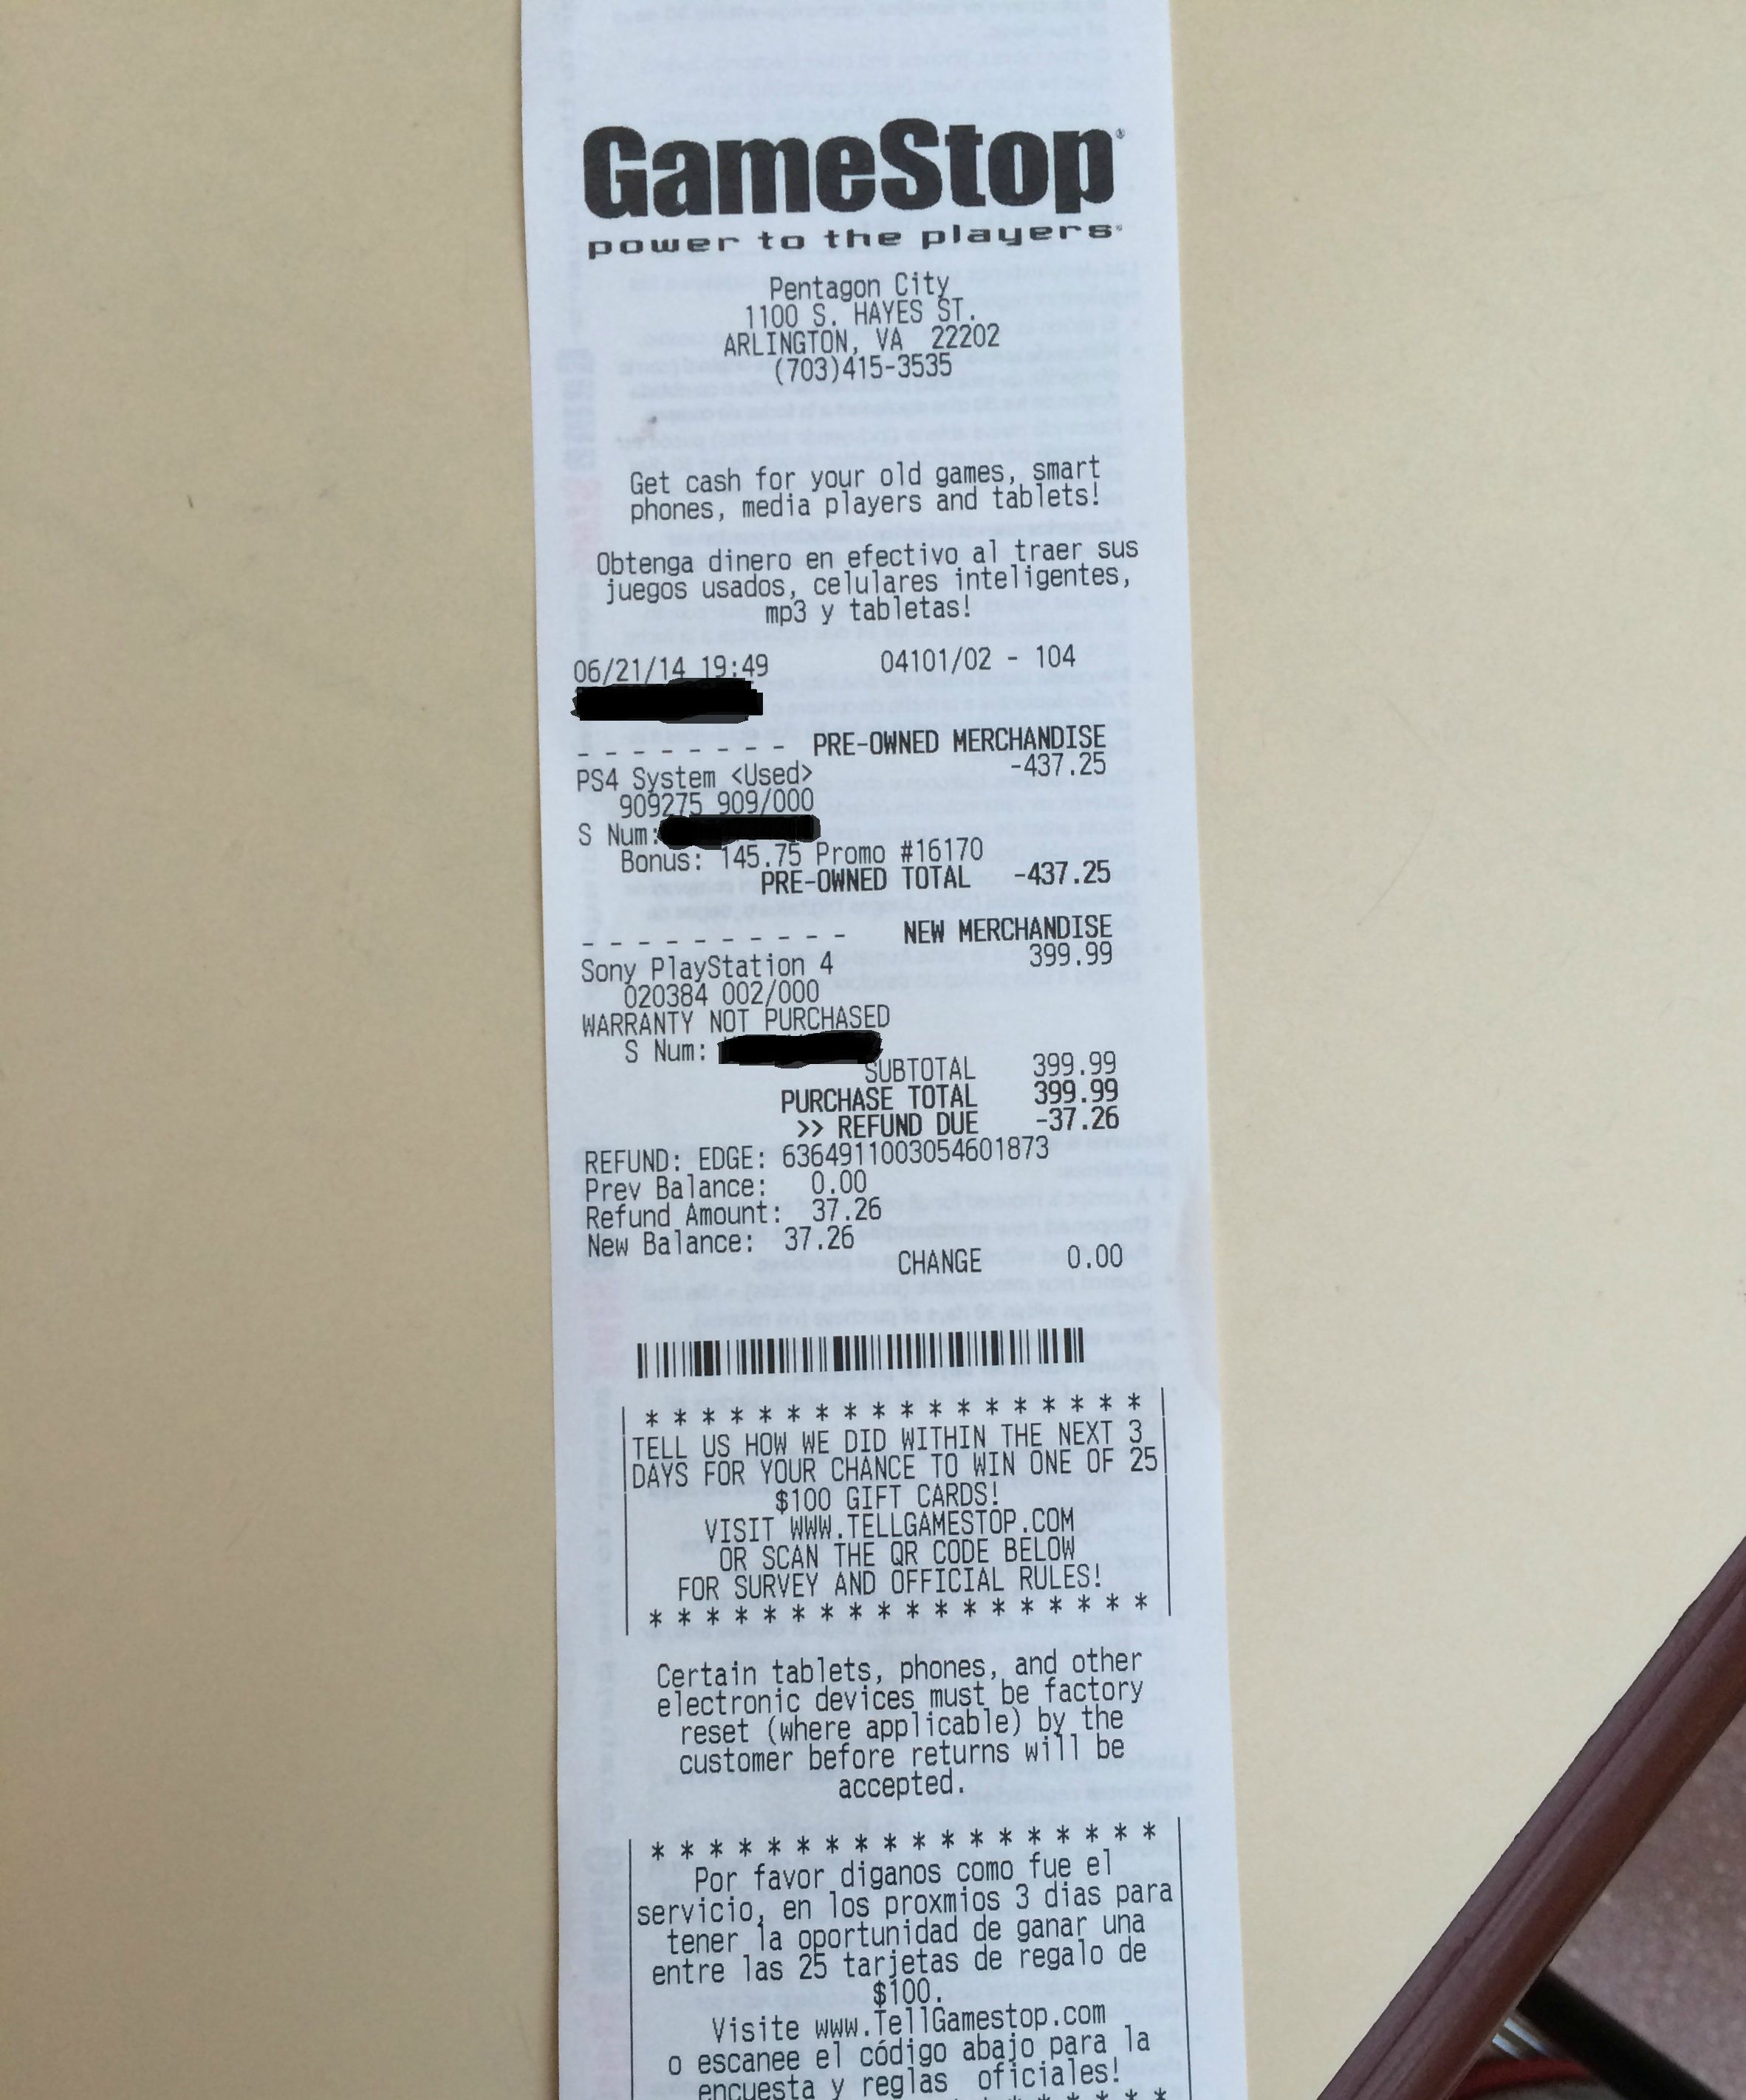 GameStop
power to the players
Pentagon City
1100 S. HAYES ST.
ARLINGTON, VA 22202
(703)415-3535
Get cash for your old games, smart
phones, media players and tablets!
Obtenga dinero en efectivo al traer sus
juegos usados, celulares inteligentes,
mp3 y tabletas!
06/21/14 19:49 04101/02 - 104
- - - - - - - - PRE-OWNED MERCHANDISE
PS4 System <Used> -437.25
909275 909/000
S Num:
Bonus: 145.75 Promo #16170
PRE-OWNED TOTAL -437.25
- - - - - - - - - - NEW MERCHANDISE
Sony PlayStation 4 399.99
020384 002/000
WARRANTY NOT PURCHASED
S Num:
SUBTOTAL 399.99
PURCHASE TOTAL 399.99
>> REFUND DUE -37.26
REFUND: EDGE: 6364911003054601873
Prev Balance: 0.00
Refund Amount: 37.26
New Balance: 37.26
CHANGE 0.00
* * * * * * * * * * * * * * * * * *
TELL US HOW WE DID WITHIN THE NEXT 3
DAYS FOR YOUR CHANCE TO WIN ONE OF 25
$100 GIFT CARDS!
VISIT WWW.TELLGAMESTOP.COM
OR SCAN THE QR CODE BELOW
FOR SURVEY AND OFFICIAL RULES!
* * * * * * * * * * * * * * * * * *
Certain tablets, phones, and other
electronic devices must be factory
reset (where applicable) by the
customer before returns will be
accepted.
* * * * * * * * * * * * * * * * * *
Por favor diganos como fue el
servicio, en los proxmios 3 dias para
tener la oportunidad de ganar una
entre las 25 tarjetas de regalo de
$100.
Visite www.TellGamestop.com
o escanee el código abajo para la
encuesta y reglas oficiales!